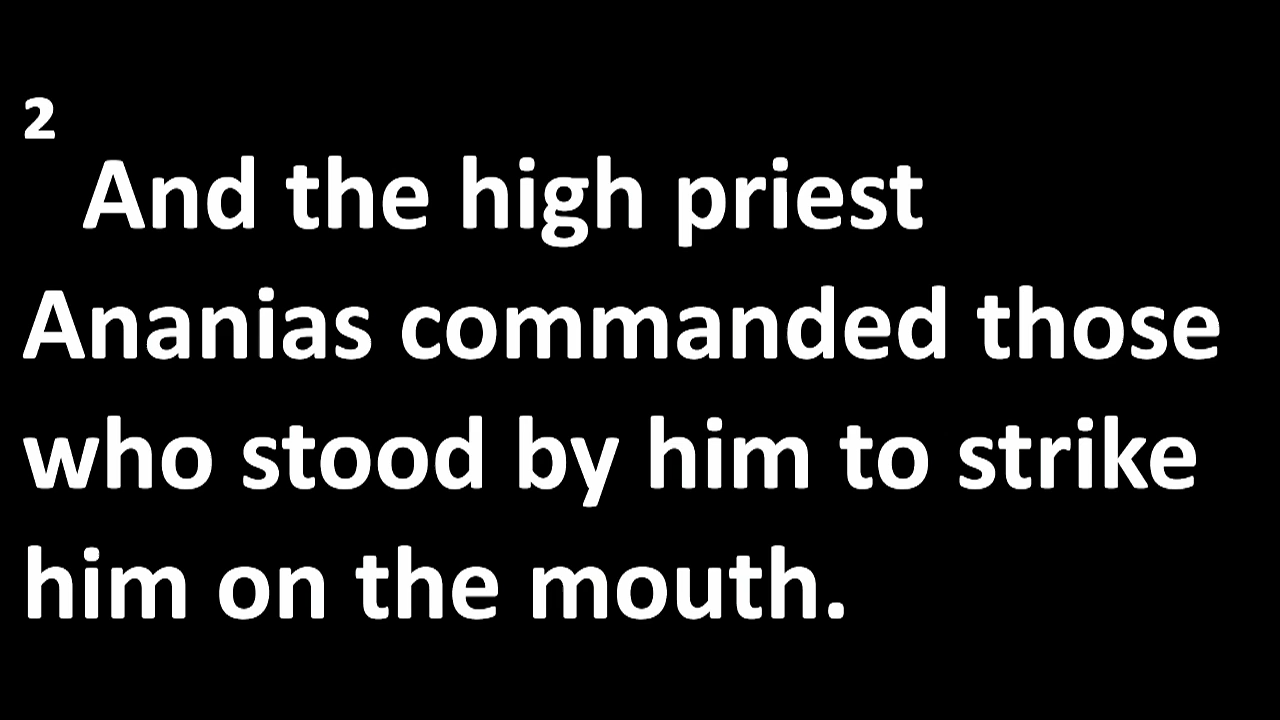 2
And the high priest
Ananias commanded those
who stood by him to strike
him on the mouth.